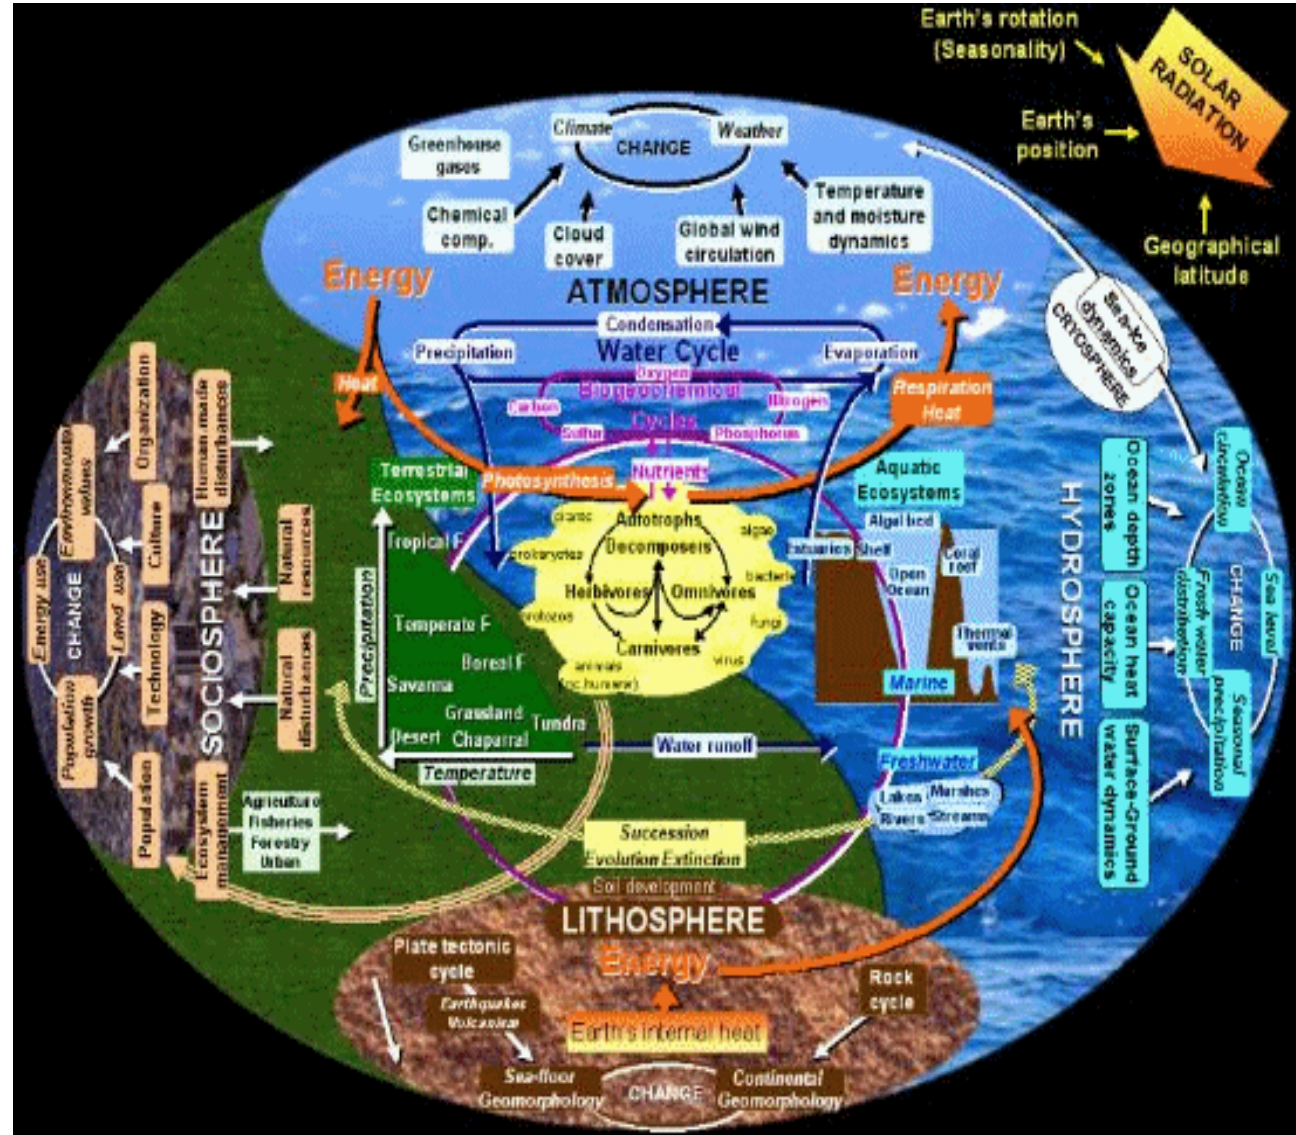 Earth's rotation
(Seasonality)
SOLAR
RADIATION
Earth's
position
Geographical
latitude
Greenhouse
gases
Climate
CHANGE
Weather
Chemical
comp.
Cloud
cover
Global wind
circulation
Temperature
and moisture
dynamics
Energy
ATMOSPHERE
Energy
Condensation
Precipitation
Water Cycle
Evaporation
Oxygen
Biogeochemical
Cycles
Carbon
Nitrogen
Sulfur
Phosphorus
Heat
Respiration
Heat
Nutrients
Photosynthesis
Terrestrial
Ecosystems
Aquatic
Ecosystems
Sea-ice
dynamics
CRYOSPHERE
Organization
Human-made
disturbances
Environmental
values
Culture
Natural
resources
Energy use
CHANGE
Land use
SOCIOSPHERE
Technology
Natural
disturbances
Population
growth
Population
Ecosystem
management
Agriculture
Fisheries
Forestry
Urban
Precipitation
Tropical F
Temperate F
Boreal F
Savanna
Grassland
Tundra
Desert
Chaparral
Temperature
plants
Autotrophs
algae
Decomposers
prokaryotes
bacteria
Herbivores
Omnivores
protozoa
fungi
Carnivores
virus
animals
(inc.humans)
Algal bed
Estuaries
Shelf
Coral
reef
Open
Ocean
Thermal
vents
Marine
Water runoff
Freshwater
Lakes
Marshes
Rivers
Streams
HYDROSPHERE
Ocean depth
zones
Ocean heat
capacity
Surface-Ground
water dynamics
Ocean
circulation
CHANGE
Sea level
Fresh water
distribution
Seasonal
precipitation
Succession
Evolution Extinction
Soil development
LITHOSPHERE
Energy
Plate tectonic
cycle
Rock
cycle
Earthquakes
Vulcanism
Earth's internal heat
Sea-floor
Geomorphology
CHANGE
Continental
Geomorphology